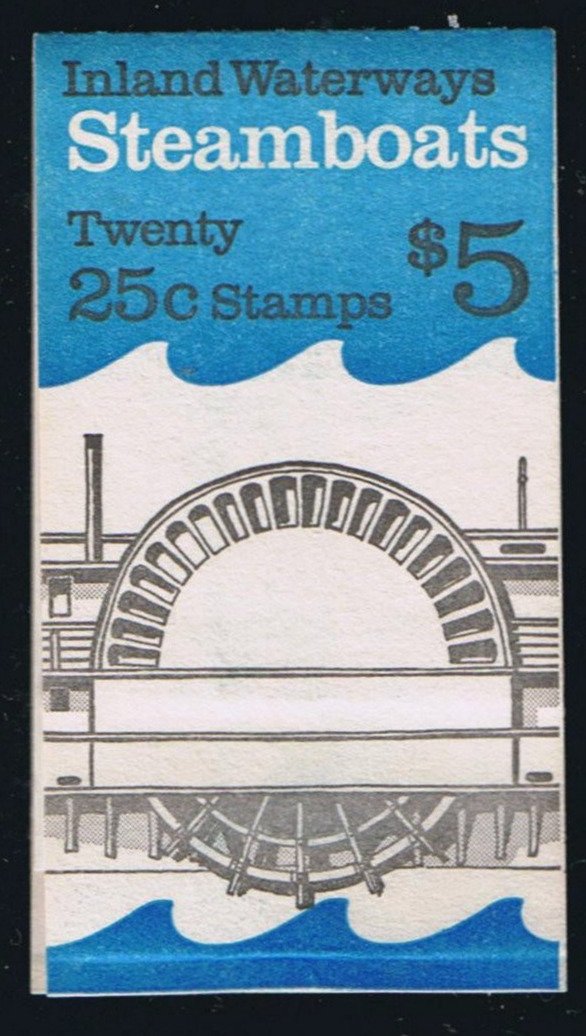 Inland Waterways
Steamboats
Twenty
25c Stamps $5